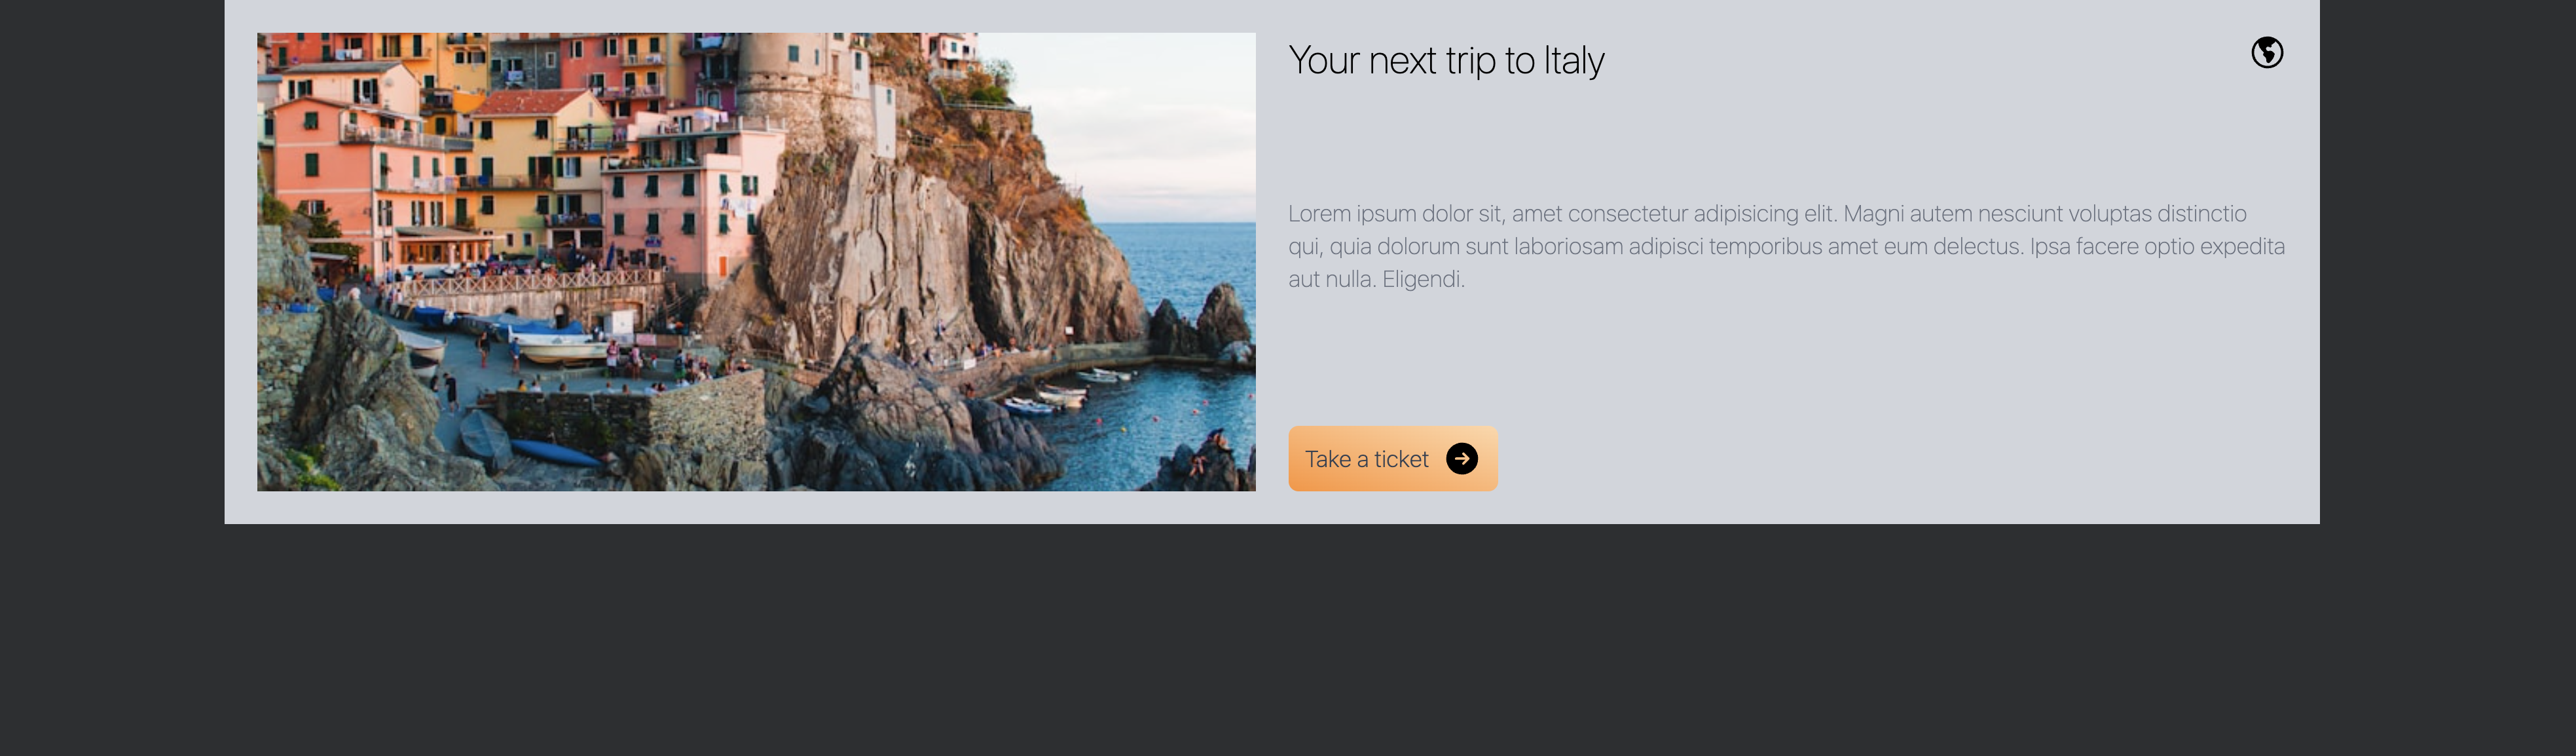 Your next trip to Italy
Lorem ipsum dolor sit, amet consectetur adipisicing elit. Magni autem nesciunt voluptas distinctio
qui, quia dolorum sunt laboriosam adipisci temporibus amet eum delectus. Ipsa facere optio expedita
aut nulla. Eligendi.
Take a ticket